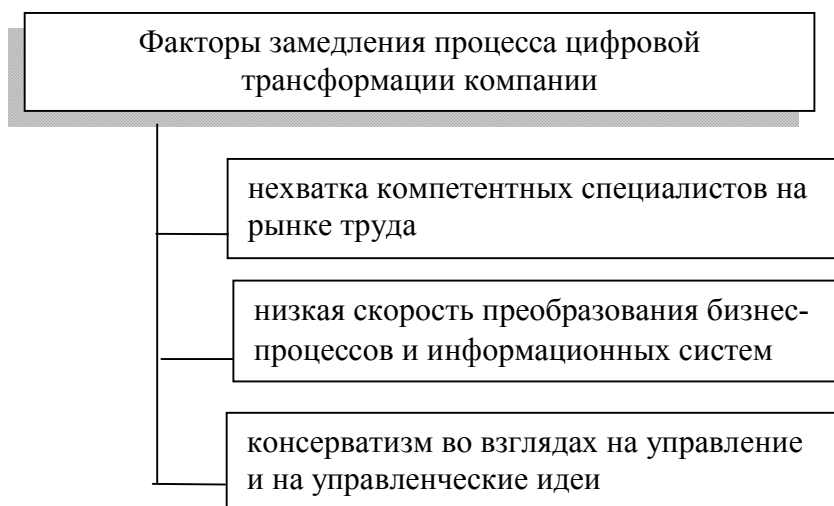 Факторы замедления процесса цифровой
трансформации компании
нехватка компетентных специалистов на
рынке труда
низкая скорость преобразования бизнес-
процессов и информационных систем
консерватизм во взглядах на управление
и на управленческие идеи